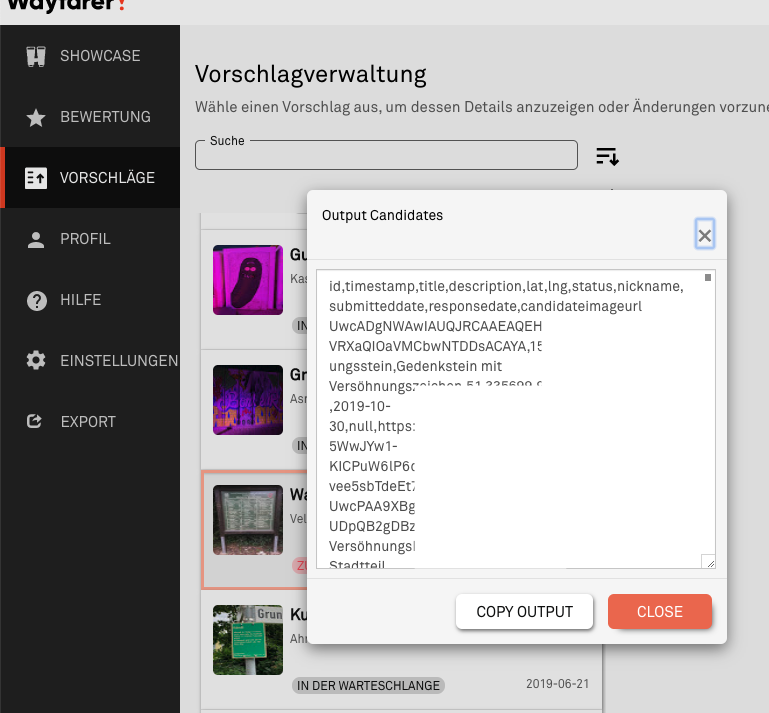 Wayfarer!
SHOWCASE
BEWERTUNG
VORSCHLÄGE
PROFIL
HILFE
EINSTELLUNGEN
EXPORT
Vorschlagverwaltung
Wähle einen Vorschlag aus, um dessen Details anzuzeigen oder Änderungen vorzune
Suche
Output Candidates
id,timestamp,title,description,lat,lng,status,nickname,
submitteddate,responsedate,candidateimageurl
UwcADgNWAwIAUQJRCAAEAQEH
VRXaQIOaVMCbwNTDDsACAYA,15
ungsstein,Gedenkstein mit
Versöhnungszeichen,51.335699,9
,2019-10-
30,null,https:
5WwJYw1-
KICPuW6lP6c
vee5sbTdeEt7
UwcPAA9XBg
UDpQB2gDBz
Versöhnungs
Stadtteil
COPY OUTPUT
CLOSE
Gu
Kas
IN
Gr
Asr
IN
Wa
Vel
Ku
Grun
Ahr
IN DER WARTESCHLANGE
2019-06-21